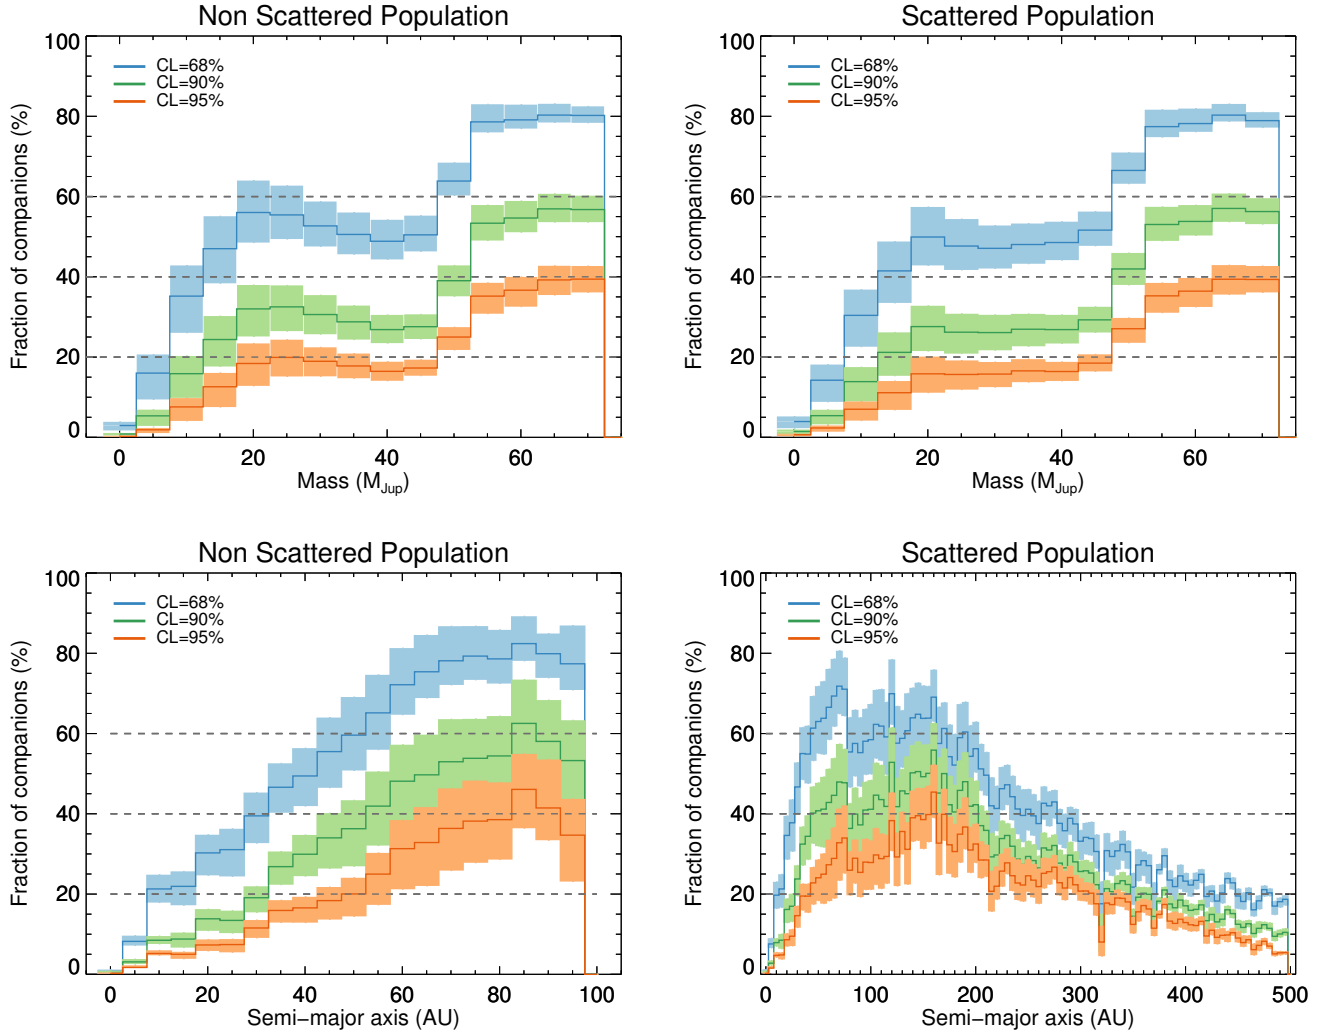 Non Scattered Population
100
80
60
40
20
0
Fraction of companions (%)
CL=68%
CL=90%
CL=95%
0 20 40 60
Mass (MJup)
Scattered Population
100
80
60
40
20
0
Fraction of companions (%)
CL=68%
CL=90%
CL=95%
0 20 40 60
Mass (MJup)
Non Scattered Population
100
80
60
40
20
0
Fraction of companions (%)
CL=68%
CL=90%
CL=95%
0 20 40 60 80 100
Semi−major axis (AU)
Scattered Population
100
80
60
40
20
0
Fraction of companions (%)
CL=68%
CL=90%
CL=95%
0 100 200 300 400 500
Semi−major axis (AU)